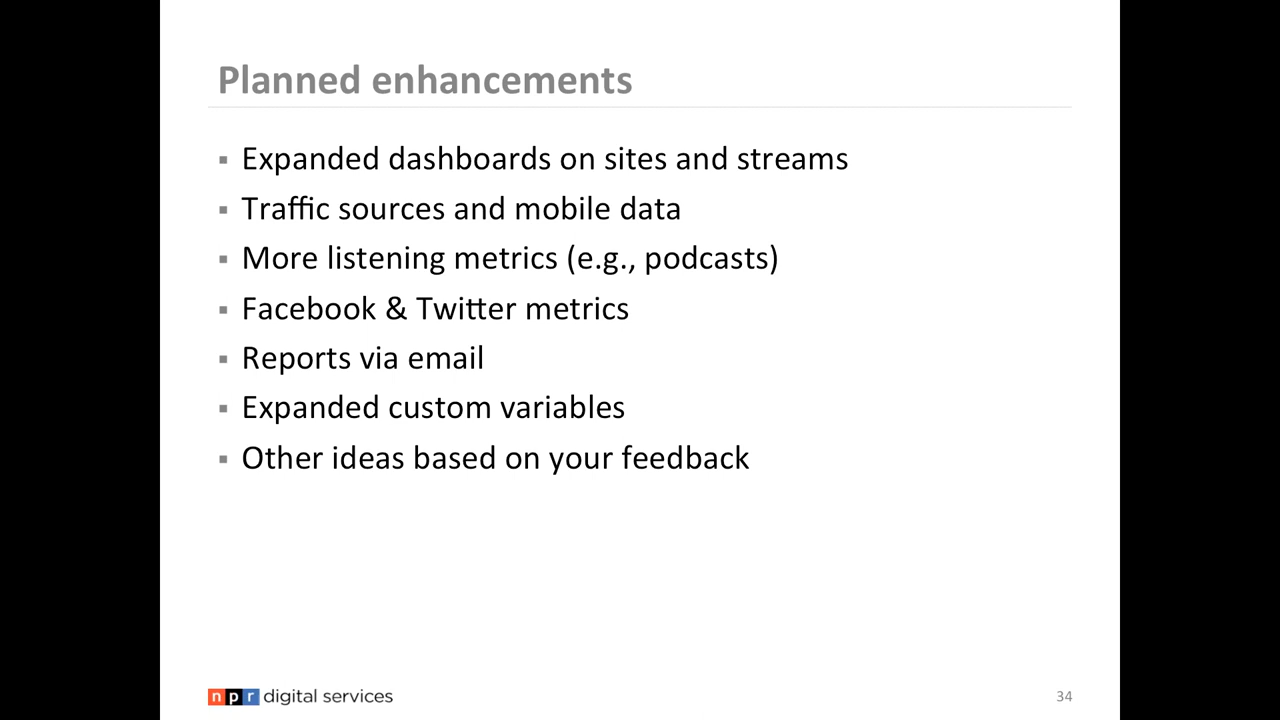 Planned enhancements
▪ Expanded dashboards on sites and streams
▪ Traffic sources and mobile data
▪ More listening metrics (e.g., podcasts)
▪ Facebook & Twitter metrics
▪ Reports via email
▪ Expanded custom variables
▪ Other ideas based on your feedback
npr digital services
34